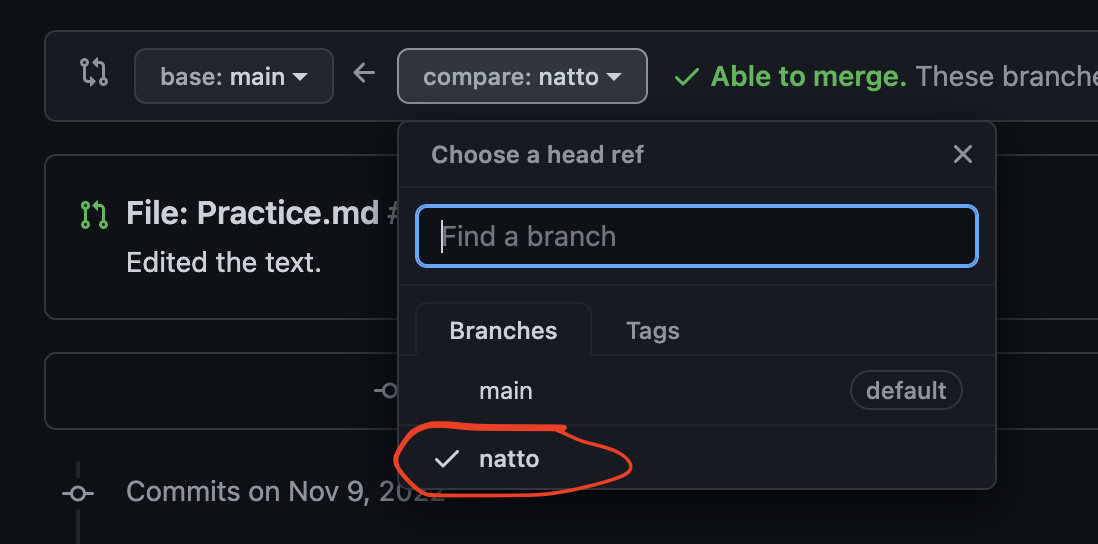 base: main
compare: natto
Able to merge. These branche
Choose a head ref
File: Practice.md #
Find a branch
Edited the text.
Branches
Tags
main
default
natto
Commits on Nov 9, 2022